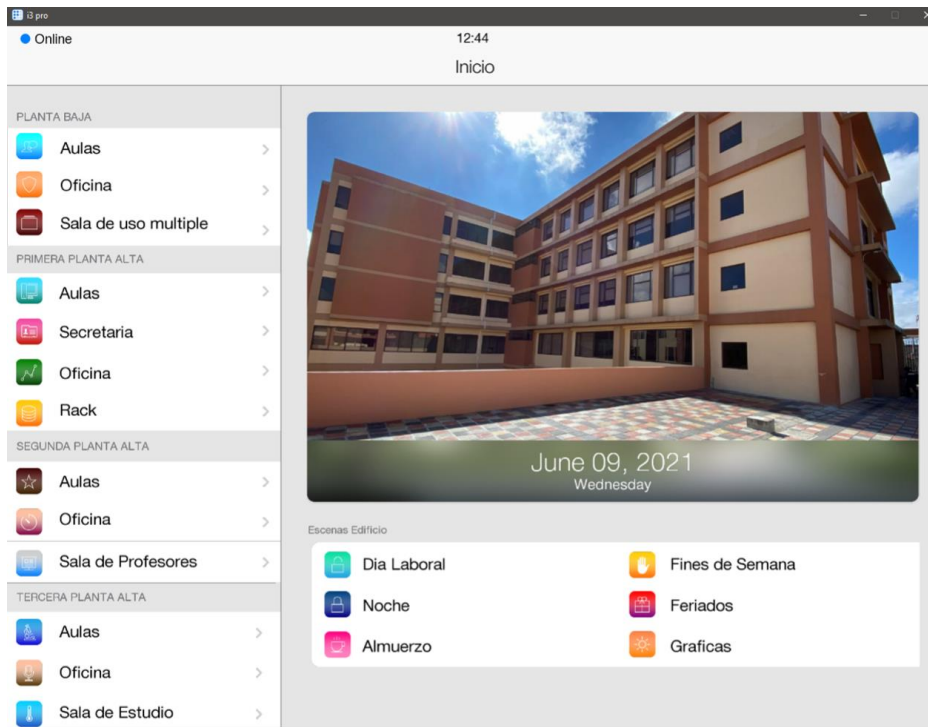 i3 pro
Online
12:44
Inicio
PLANTA BAJA
Aulas
Oficina
Sala de uso multiple
PRIMERA PLANTA ALTA
Aulas
Secretaria
Oficina
Rack
SEGUNDA PLANTA ALTA
Aulas
Oficina
Sala de Profesores
TERCERA PLANTA ALTA
Aulas
Oficina
Sala de Estudio
June 09, 2021
Wednesday
Escenas Edificio
Dia Laboral
Fines de Semana
Noche
Feriados
Almuerzo
Graficas